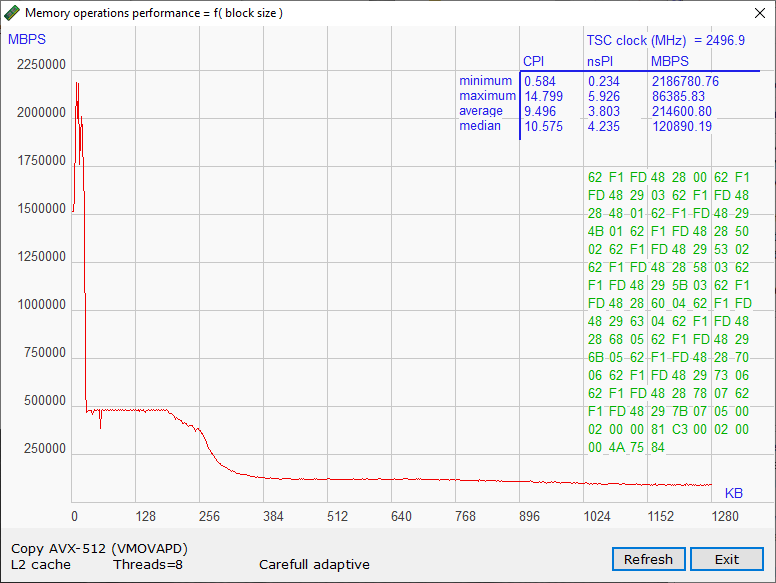 Memory operations performance = f( block size )
MBPS
TSC clock (MHz) = 2496.9
CPI nsPI MBPS
minimum 0.584 0.234 2186780.76
maximum 14.799 5.926 86385.83
average 9.496 3.803 214600.80
median 10.575 4.235 120890.19
2250000
2000000
1750000
1500000
1250000
1000000
750000
500000
250000
62 F1 FD 48 28 00 62 F1
FD 48 29 03 62 F1 FD 48
28 48 01 62 F1 FD 48 29
4B 01 62 F1 FD 48 28 50
02 62 F1 FD 48 29 53 02
62 F1 FD 48 28 58 03 62
F1 FD 48 29 5B 03 62 F1
FD 48 28 60 04 62 F1 FD
48 29 63 04 62 F1 FD 48
28 68 05 62 F1 FD 48 29
6B 05 62 F1 FD 48 28 70
06 62 F1 FD 48 29 73 06
62 F1 FD 48 28 78 07 62
F1 FD 48 29 7B 07 05 00
02 00 00 81 C3 00 02 00
00 4A 75 84
KB
0 128 256 384 512 640 768 896 1024 1152 1280
Copy AVX-512 (VMOVAPD)
L2 cache Threads=8 Carefull adaptive
Refresh Exit